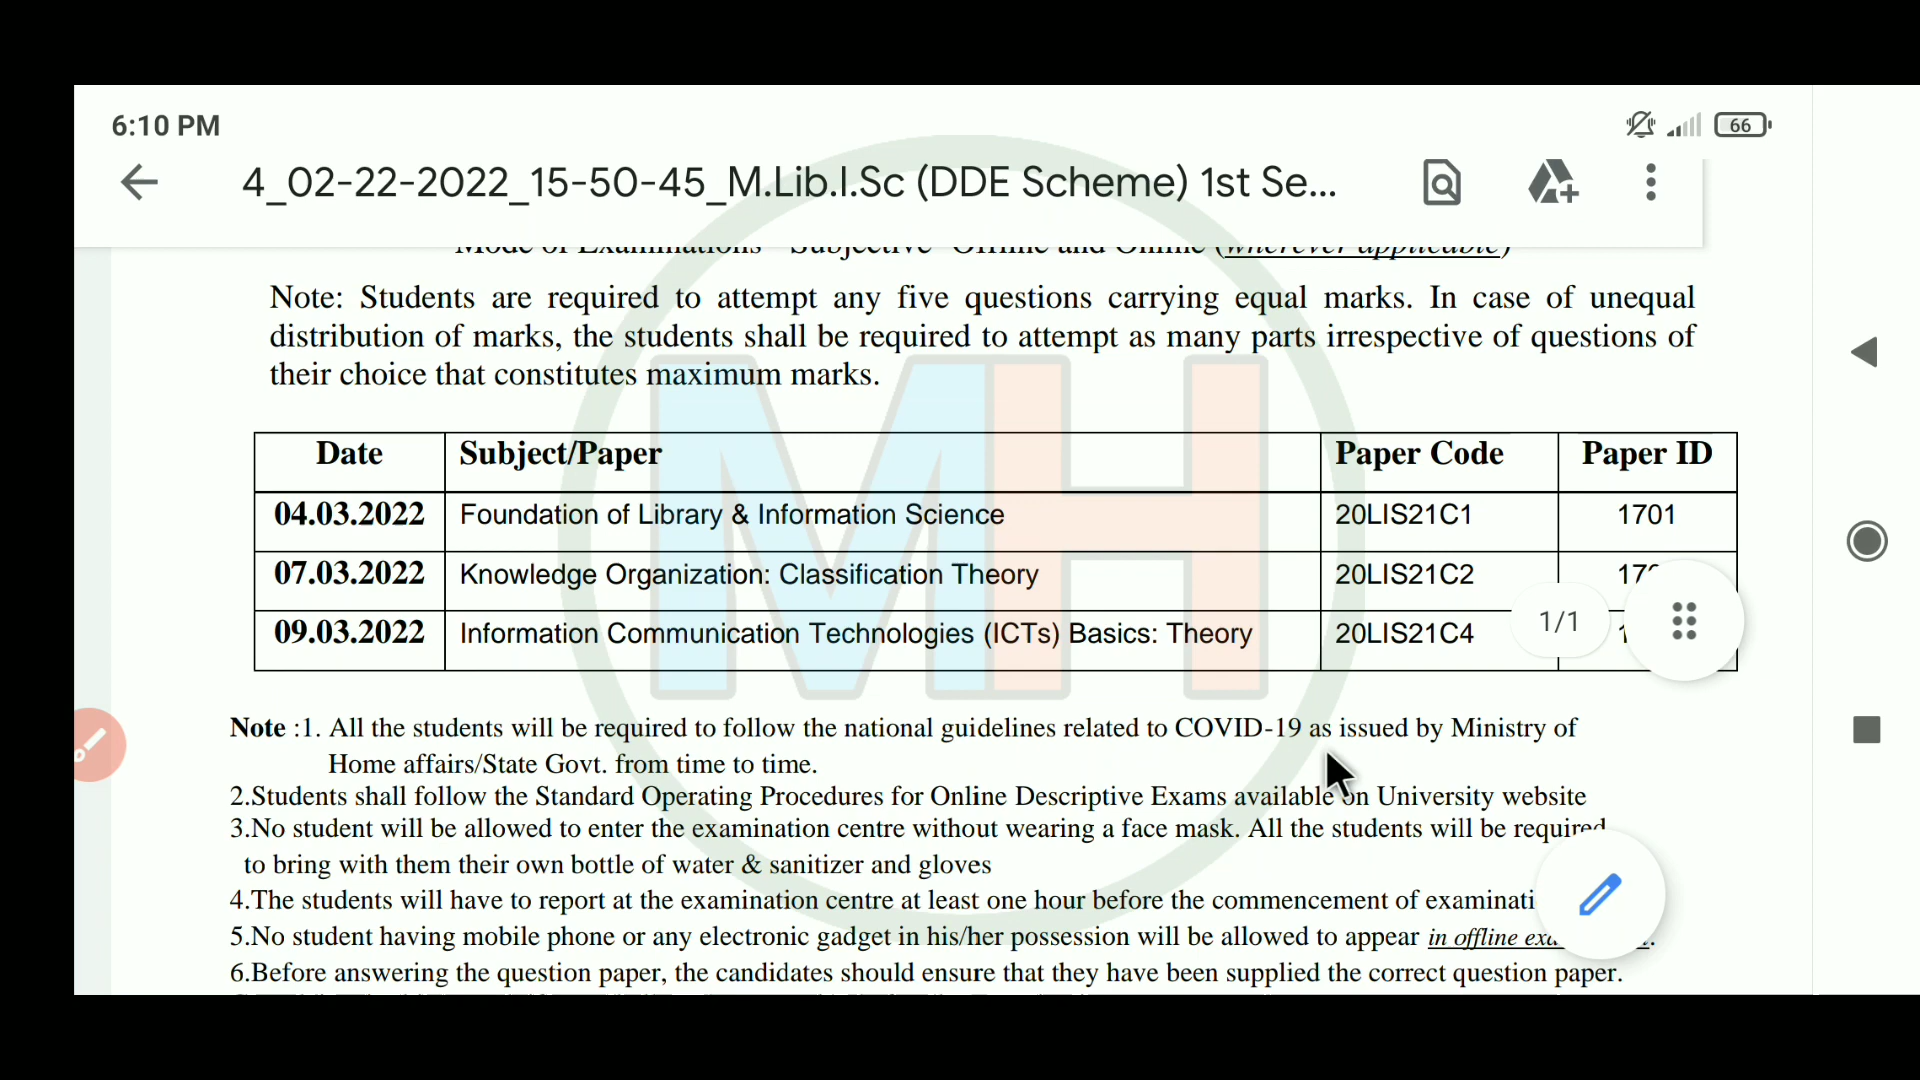 6:10 PM
66
4_02-22-2022_15-50-45_M.Lib.I.Sc (DDE Scheme) 1st Se...
Mode of Examinations Subjective Offline and Online (wherever applicable)
Note: Students are required to attempt any five questions carrying equal marks. In case of unequal
distribution of marks, the students shall be required to attempt as many parts irrespective of questions of
their choice that constitutes maximum marks.
MH
Date Subject/Paper Paper Code Paper ID
04.03.2022 Foundation of Library & Information Science 20LIS21C1 1701
07.03.2022 Knowledge Organization: Classification Theory 20LIS21C2
09.03.2022 Information Communication Technologies (ICTs) Basics: Theory 20LIS21C4
1/1
Note :1. All the students will be required to follow the national guidelines related to COVID-19 as issued by Ministry of
Home affairs/State Govt. from time to time.
2.Students shall follow the Standard Operating Procedures for Online Descriptive Exams available on University website
3.No student will be allowed to enter the examination centre without wearing a face mask. All the students will be required
to bring with them their own bottle of water & sanitizer and gloves
4.The students will have to report at the examination centre at least one hour before the commencement of examinati
5.No student having mobile phone or any electronic gadget in his/her possession will be allowed to appear in offline
6.Before answering the question paper, the candidates should ensure that they have been supplied the correct question paper.